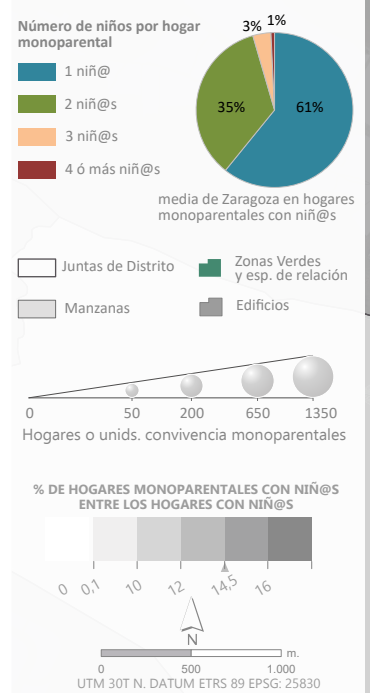 Número de niños por hogar
monoparental
1 niñ@
2 niñ@s
3 niñ@s
4 ó más niñ@s
3% 1%
35% 61%
media de Zaragoza en hogares
monoparentales con niñ@s
Juntas de Distrito
Zonas Verdes
y esp. de relación
Manzanas
Edificios
0 50 200 650 1350
Hogares o unids. convivencia monoparentales
% DE HOGARES MONOPARENTALES CON NIÑ@S
ENTRE LOS HOGARES CON NIÑ@S
0 0,1 10 12 14,5 16
N
m.
0 500 1.000
UTM 30T N. DATUM ETRS 89 EPSG: 25830